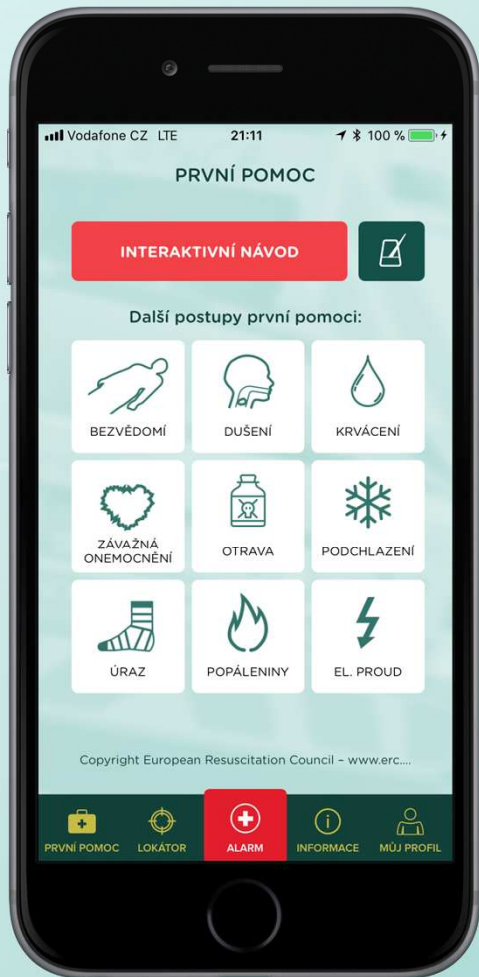 Vodafone CZ LTE 21:11 100 %
PRVNÍ POMOC
INTERAKTIVNÍ NÁVOD
Další postupy první pomoci:
BEZVĚDOMÍ DUŠENÍ KRVÁCENÍ
ZÁVAŽNÁ
ONEMOCNĚNÍ OTRAVA PODCHLAZENÍ
ÚRAZ POPÁLENINY EL. PROUD
Copyright European Resuscitation Council – www.erc....
PRVNÍ POMOC LOKÁTOR ALARM INFORMACE MŮJ PROFIL